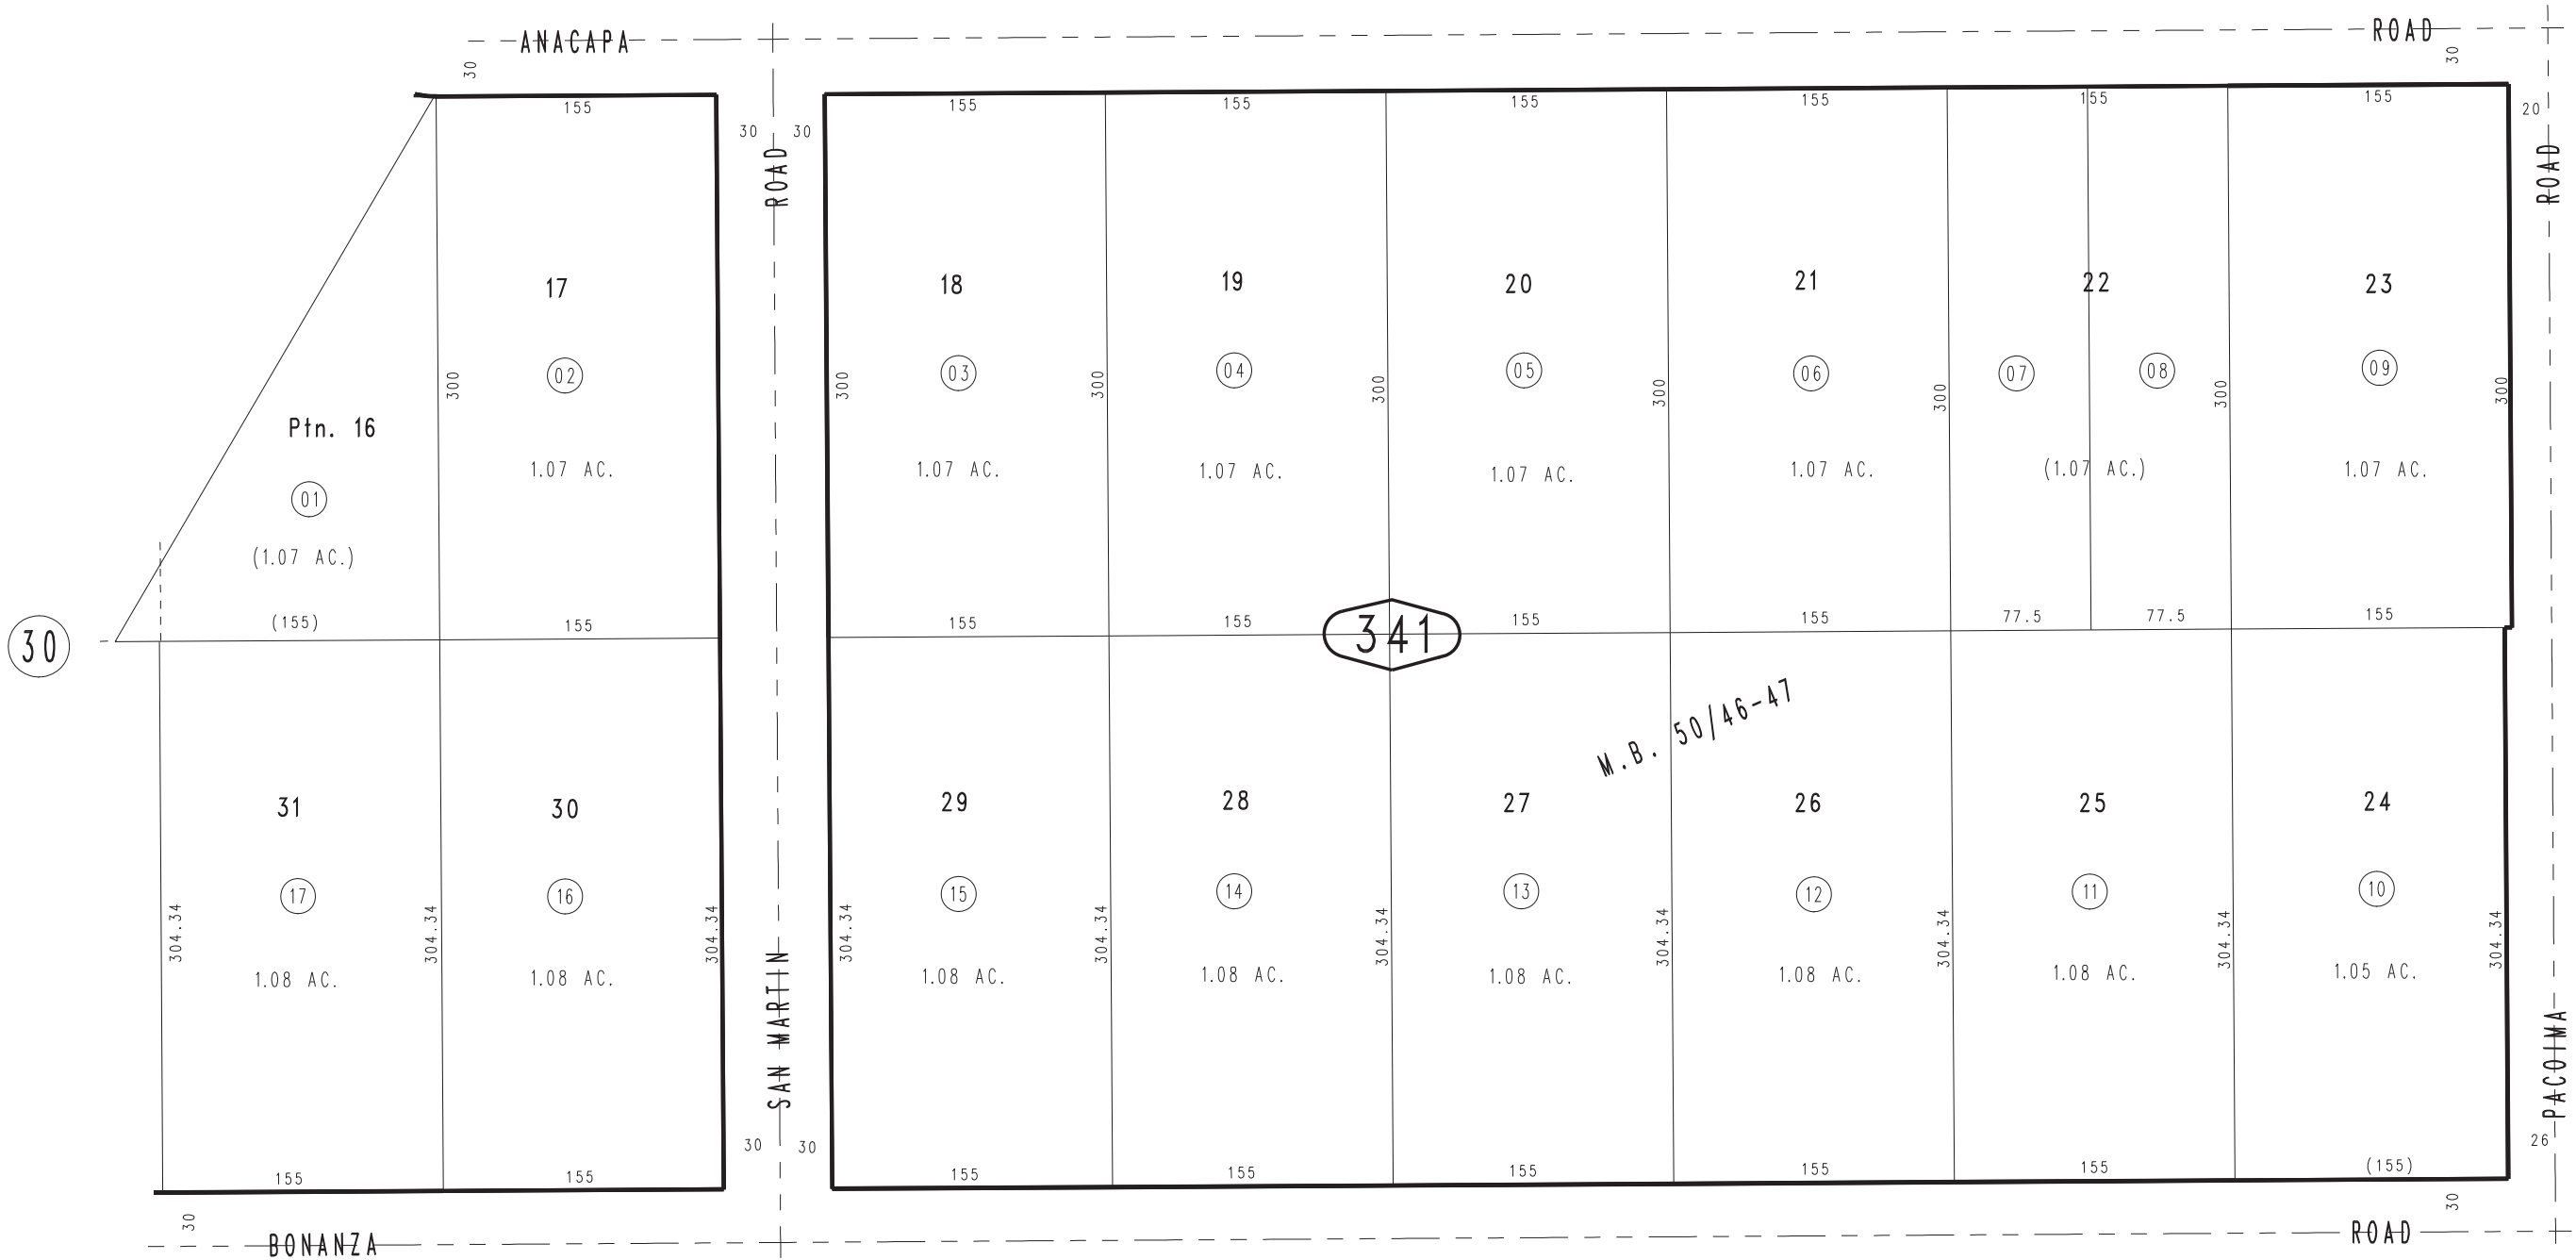 ANACAPA ROAD
30 30
155 155 155 155 155 155 155
30 30 20
ROAD ROAD
17 18 19 20 21 22 23
02 03 04 05 06 07 08 09
300 300 300 300 300 300 300 300
Ptn. 16
1.07 AC. 1.07 AC. 1.07 AC. 1.07 AC. 1.07 AC. (1.07 AC.) 1.07 AC.
01
(1.07 AC.)
(155) 155 155 155 155 155 77.5 77.5 155
30
341
M.B. 50/46-47
31 30 29 28 27 26 25 24
17 16 15 14 13 12 11 10
304.34 304.34 304.34 304.34 304.34 304.34 304.34 304.34 304.34 304.34
1.08 AC. 1.08 AC. 1.08 AC. 1.08 AC. 1.08 AC. 1.08 AC. 1.08 AC. 1.05 AC.
SAN MARTIN PACOIMA
30 30 26
155 155 155 155 155 155 155 (155)
30 30
BONANZA ROAD